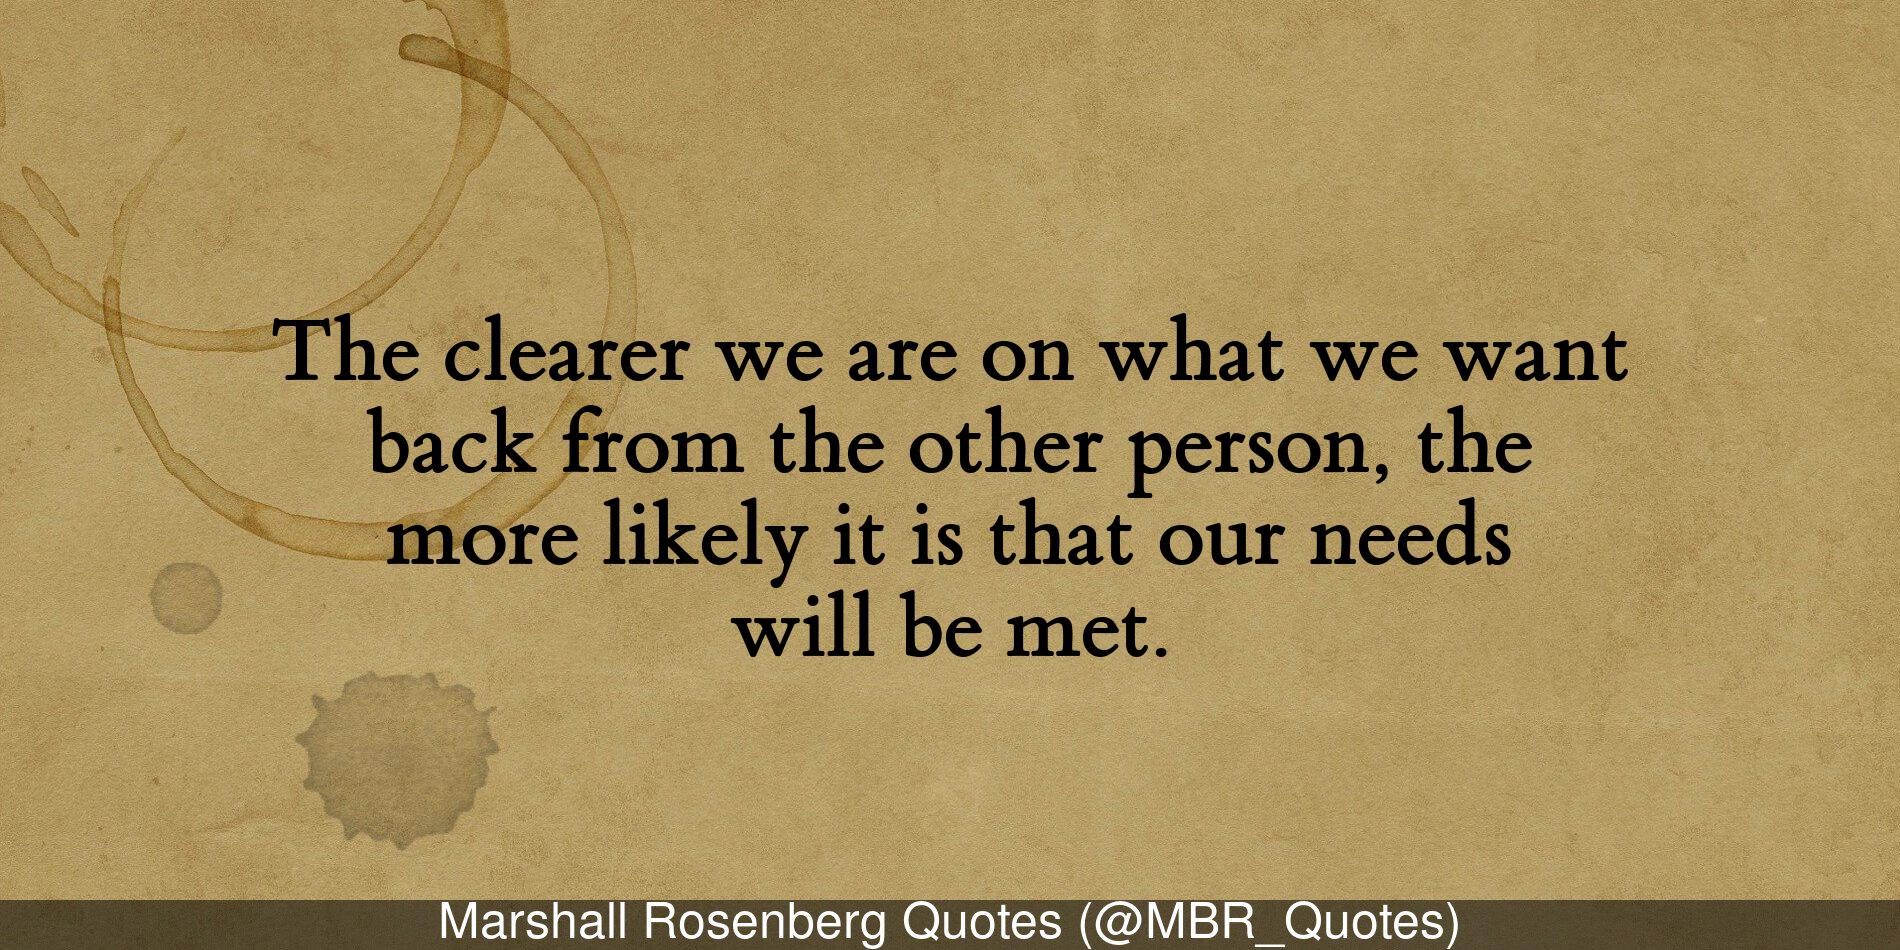 The clearer we are on what we want
back from the other person, the
more likely it is that our needs
will be met.
Marshall Rosenberg Quotes (@MBR_Quotes)